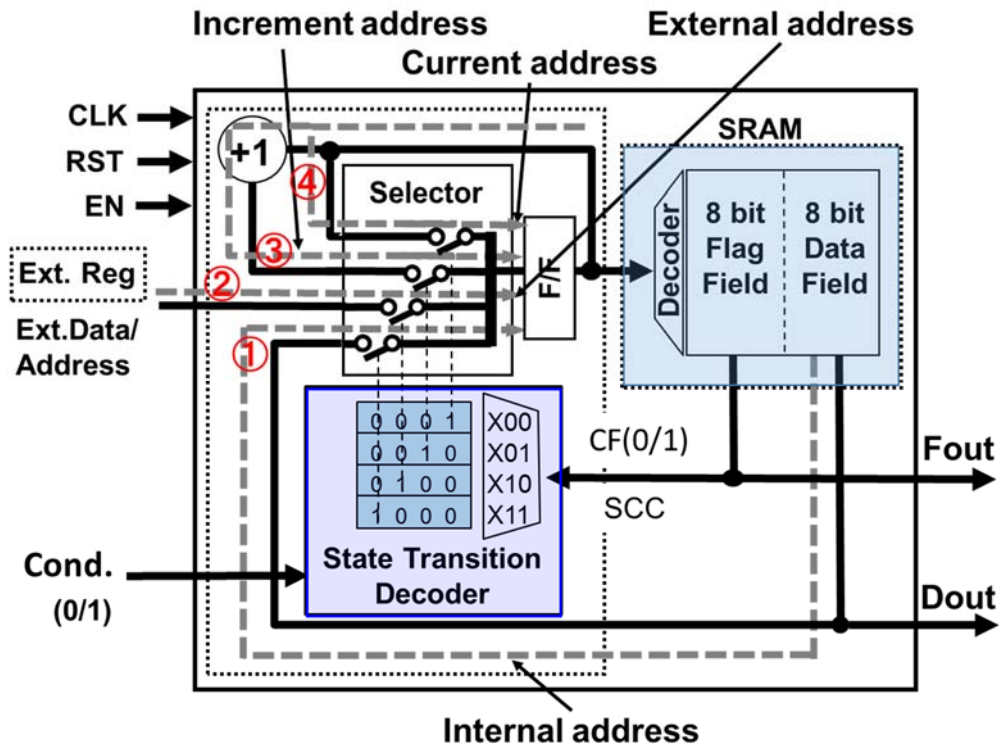 Increment address
External address
Current address
CLK
RST
EN
+1
④
Selector
SRAM
③
②
①
Ext. Reg
Ext.Data/
Address
F/F
Decoder
8 bit
Flag
Field
8 bit
Data
Field
0 0 0 1
X00
0 0 1 0
X01
0 1 0 0
X10
1 0 0 0
X11
CF(0/1)
SCC
Fout
State Transition
Decoder
Cond.
(0/1)
Dout
Internal address